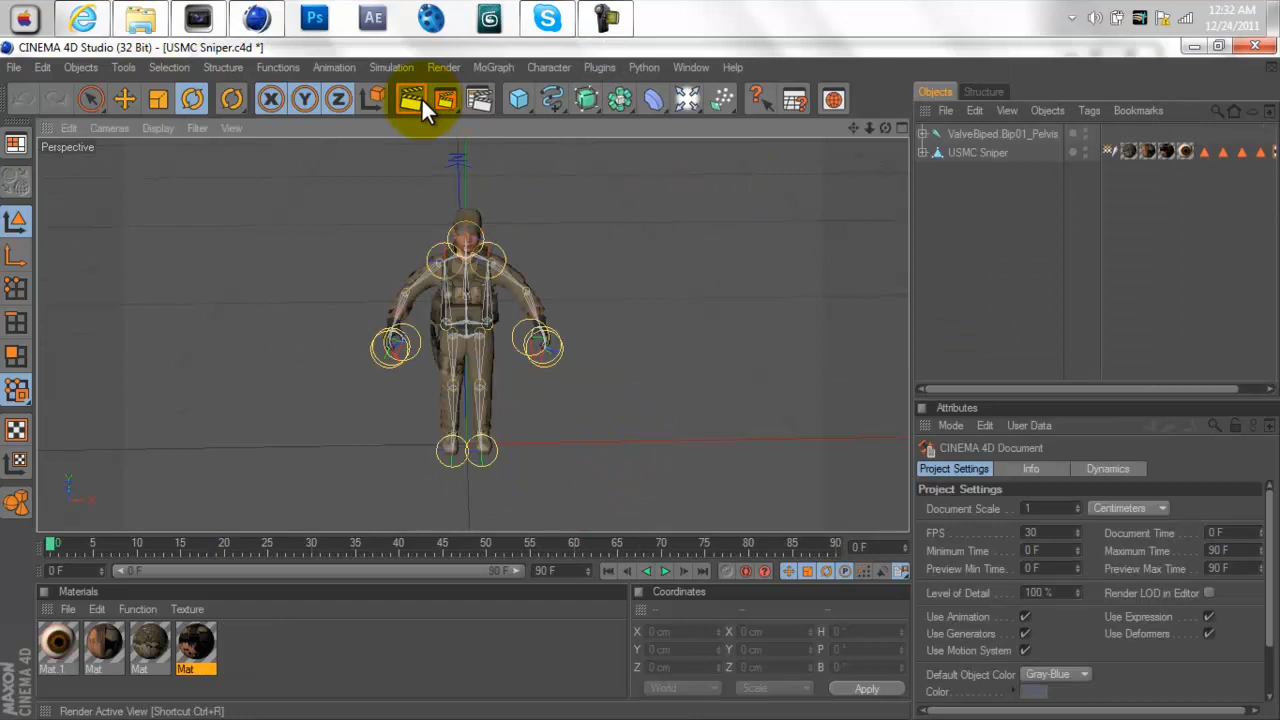 Ps
Ae
12:32 AM
12/24/2011
CINEMA 4D Studio (32 Bit) - [USMC Sniper.c4d *]
File Edit Objects Tools Selection Structure Functions Animation Simulation Render MoGraph Character Plugins Python Window Help
X Y Z
Objects Structure
Edit Cameras Display Filter View
File Edit View Objects Tags
Perspective
ValveBiped.Bip01_Pelvis
USMC Sniper
Y
X
Attributes
Mode Edit User Data
CINEMA 4D Document
Project Settings Info Dynamics
Project Settings
Document Scale . . 1 Centimeters
FPS 30 Document Time 0 F
Minimum Time 0 F Maximum Time 90 F
Preview Min Time 0 F Preview Max Time 90 F
Level of Detail 100 % Render LOD in Editor
Use Animation Use Expression
Use Generators Use Deformers
Use Motion System
Default Object Color Gray-Blue
Color
0 5 10 15 20 25 30 35 40 45 50 55 60 65 70 75 80 85 90 0 F
0 F 0 F 90 F 90 F
Materials
File Edit Function Texture
Mat.1 Mat Mat Mat
Coordinates
-- -- --
X 0 cm X 0 cm H 0 °
Y 0 cm Y 0 cm P 0 °
Z 0 cm Z 0 cm B 0 °
World Scale Apply
MAXON CINEMA 4D
Render Active View [Shortcut Ctrl+R]